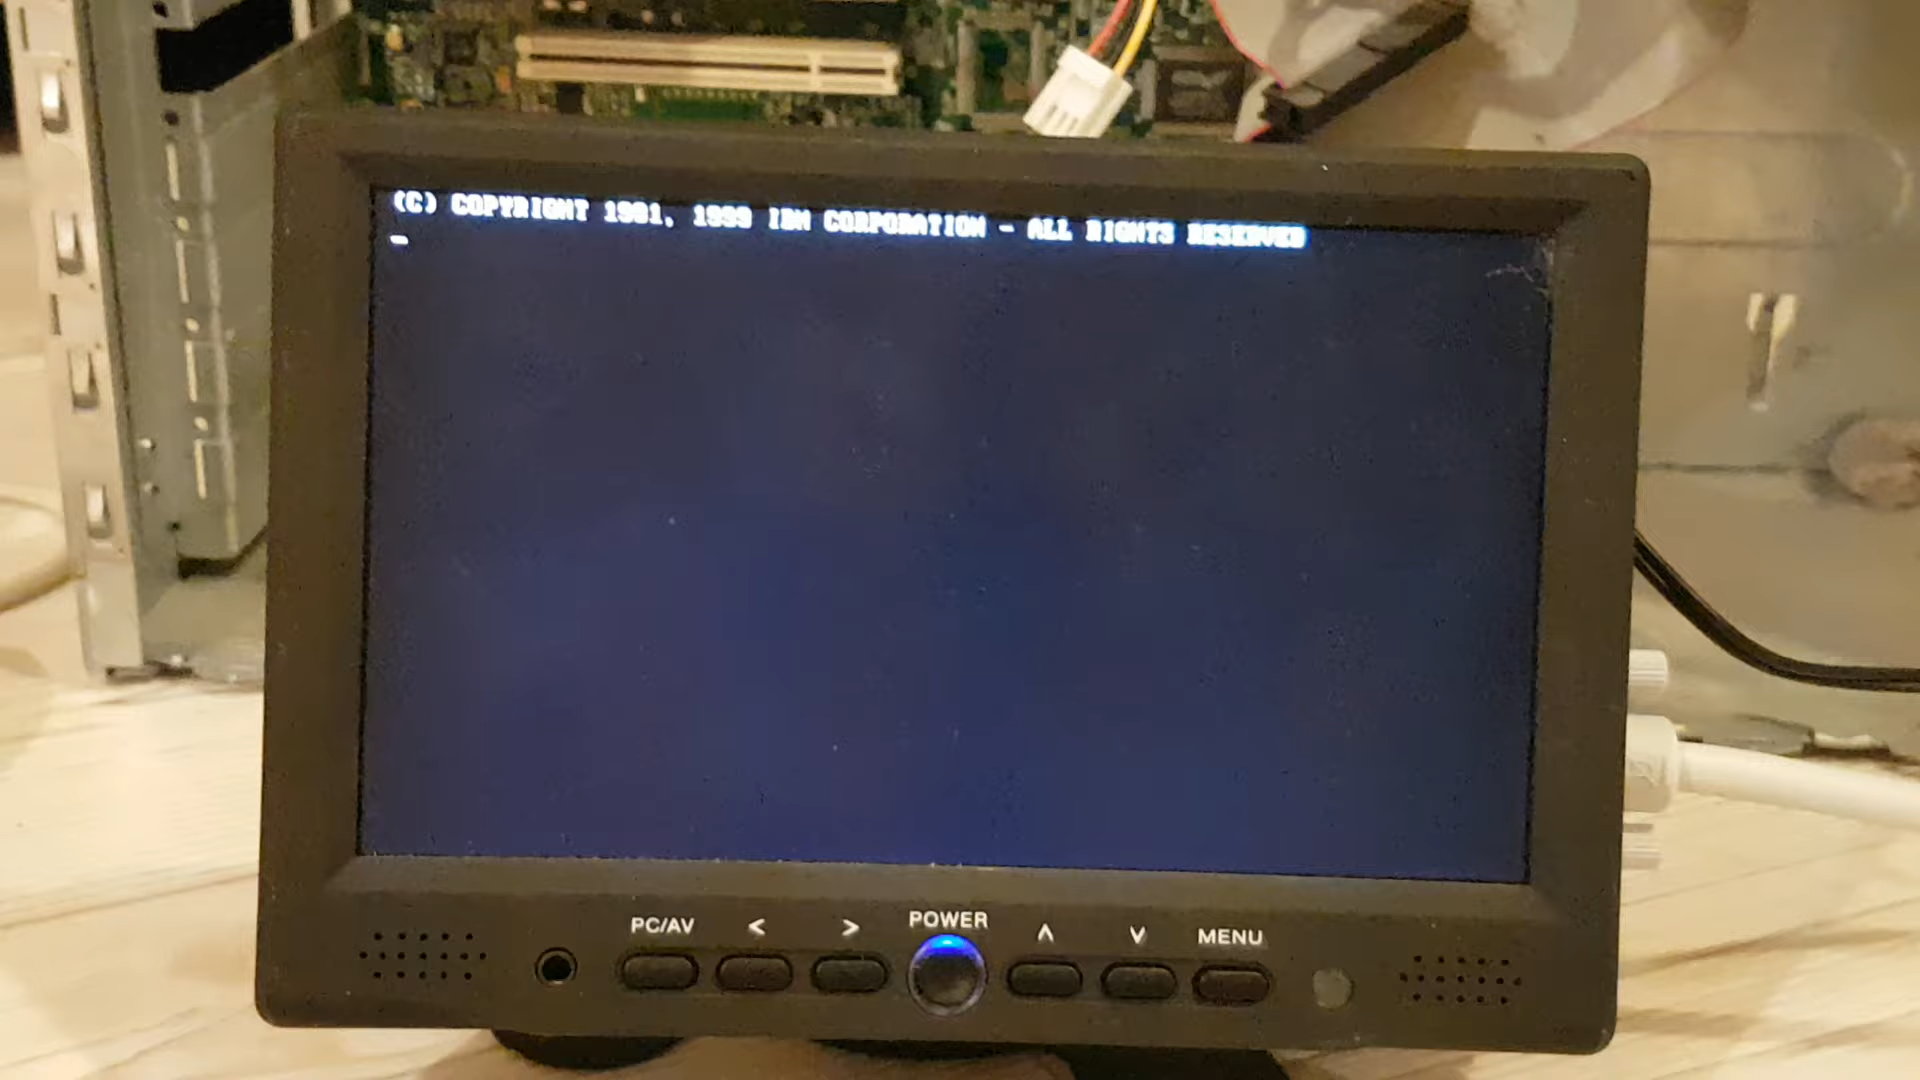 (C) COPYRIGHT 1981, 1999 IBM CORPORATION - ALL RIGHTS RESERVED
PC/AV < > POWER ∧ ∨ MENU